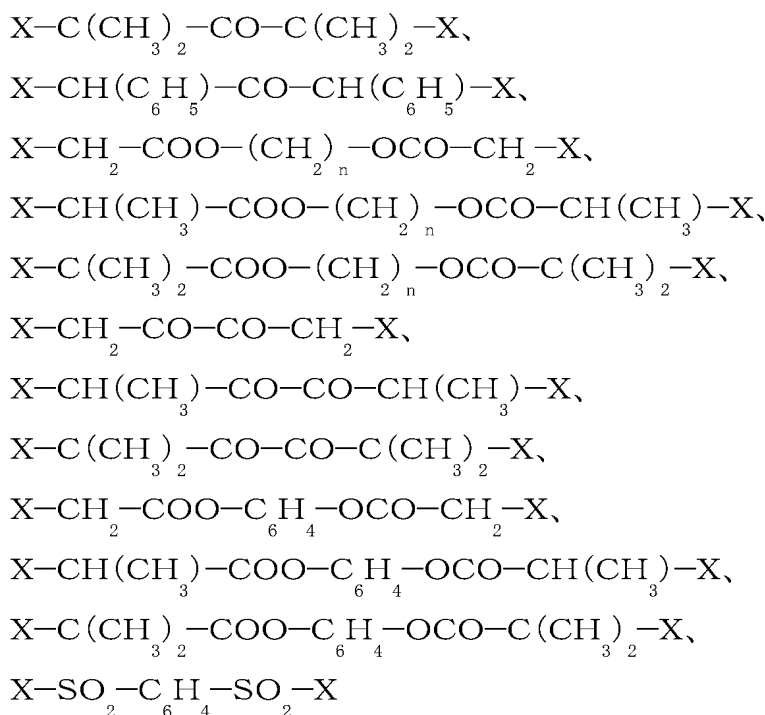 X−C(CH₃)₂−CO−C(CH₃)₂−X、
X−CH(C₆H₅)−CO−CH(C₆H₅)−X、
X−CH₂−COO−(CH₂)ₙ−OCO−CH₂−X、
X−CH(CH₃)−COO−(CH₂)ₙ−OCO−CH(CH₃)−X、
X−C(CH₃)₂−COO−(CH₂)ₙ−OCO−C(CH₃)₂−X、
X−CH₂−CO−CO−CH₂−X、
X−CH(CH₃)−CO−CO−CH(CH₃)−X、
X−C(CH₃)₂−CO−CO−C(CH₃)₂−X、
X−CH₂−COO−C₆H₄−OCO−CH₂−X、
X−CH(CH₃)−COO−C₆H₄−OCO−CH(CH₃)−X、
X−C(CH₃)₂−COO−C₆H₄−OCO−C(CH₃)₂−X、
X−SO₂−C₆H₄−SO₂−X